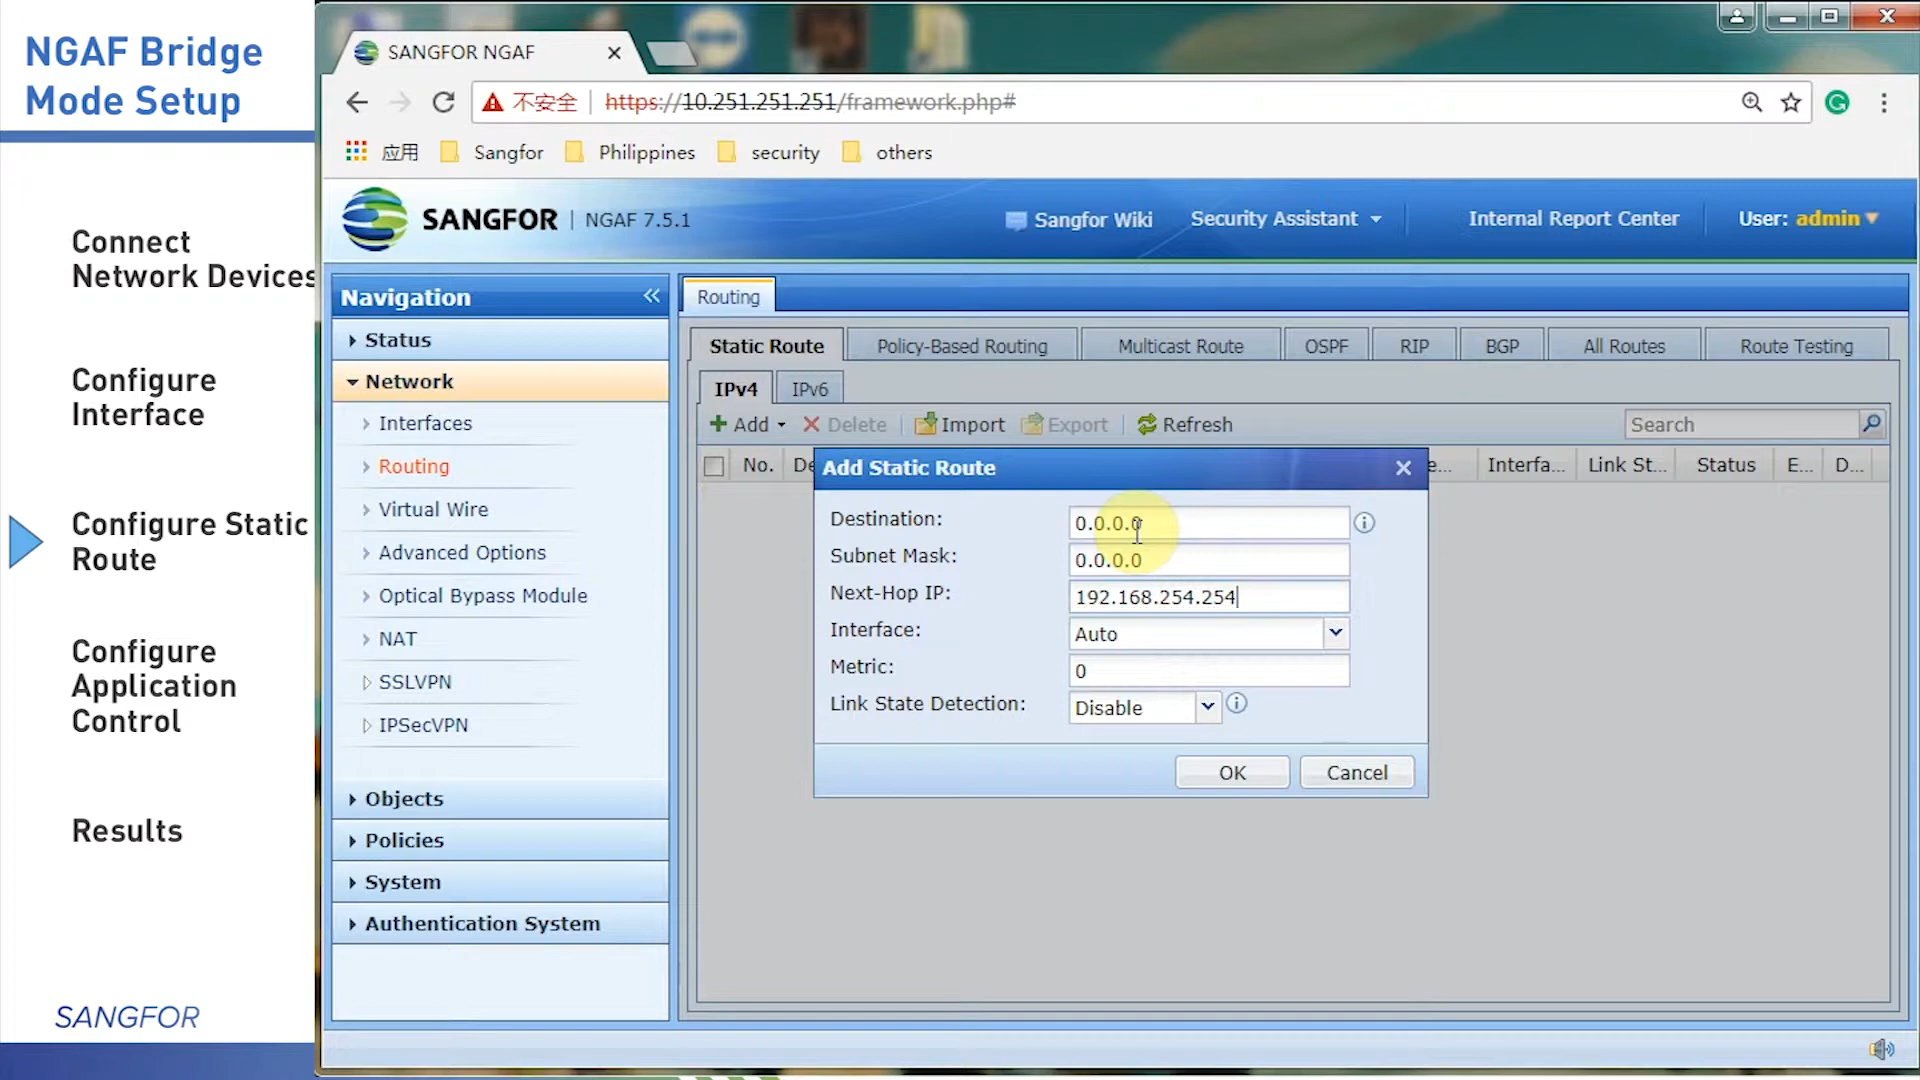 NGAF Bridge
Mode Setup
Connect
Network Devices
Configure
Interface
Configure Static
Route
Configure
Application
Control
Results
SANGFOR
SANGFOR NGAF
不安全 https://10.251.251.251/framework.php#
应用 Sangfor Philippines security others
SANGFOR NGAF 7.5.1 Sangfor Wiki Security Assistant Internal Report Center User: admin
Navigation
Status
Network
Interfaces
Routing
Virtual Wire
Advanced Options
Optical Bypass Module
NAT
SSLVPN
IPSecVPN
Objects
Policies
System
Authentication System
Routing
Static Route Policy-Based Routing Multicast Route OSPF RIP BGP All Routes Route Testing
IPv4 IPv6
Add Delete Import Export Refresh Search
No. De e... Interfa... Link St... Status E... D...
Add Static Route
Destination: 0.0.0.0
Subnet Mask: 0.0.0.0
Next-Hop IP: 192.168.254.254
Interface: Auto
Metric: 0
Link State Detection: Disable
OK Cancel